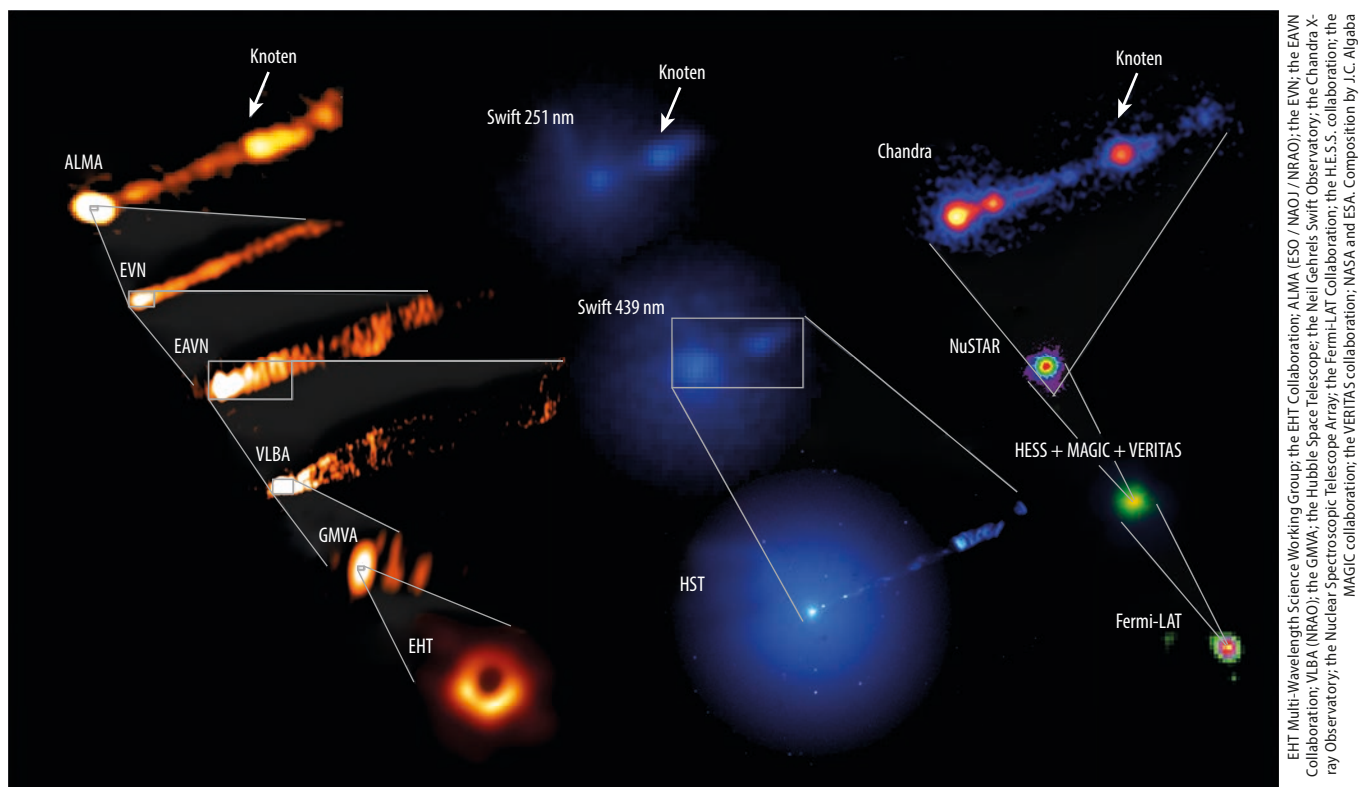 Knoten
ALMA
EVN
EAVN
VLBA
GMVA
EHT
Knoten
Swift 251 nm
Swift 439 nm
HST
Knoten
Chandra
NuSTAR
HESS + MAGIC + VERITAS
Fermi-LAT
EHT Multi-Wavelength Science Working Group; the EHT Collaboration; ALMA (ESO / NAOJ / NRAO); the EVN; the EAVN
Collaboration; VLBA (NRAO); the GMVA; the Hubble Space Telescope; the Neil Gehrels Swift Observatory; the Chandra X-
ray Observatory; the Nuclear Spectroscopic Telescope Array; the Fermi-LAT Collaboration; the H.E.S.S. collaboration; the
MAGIC collaboration; the VERITAS collaboration; NASA and ESA. Composition by J.C. Algaba